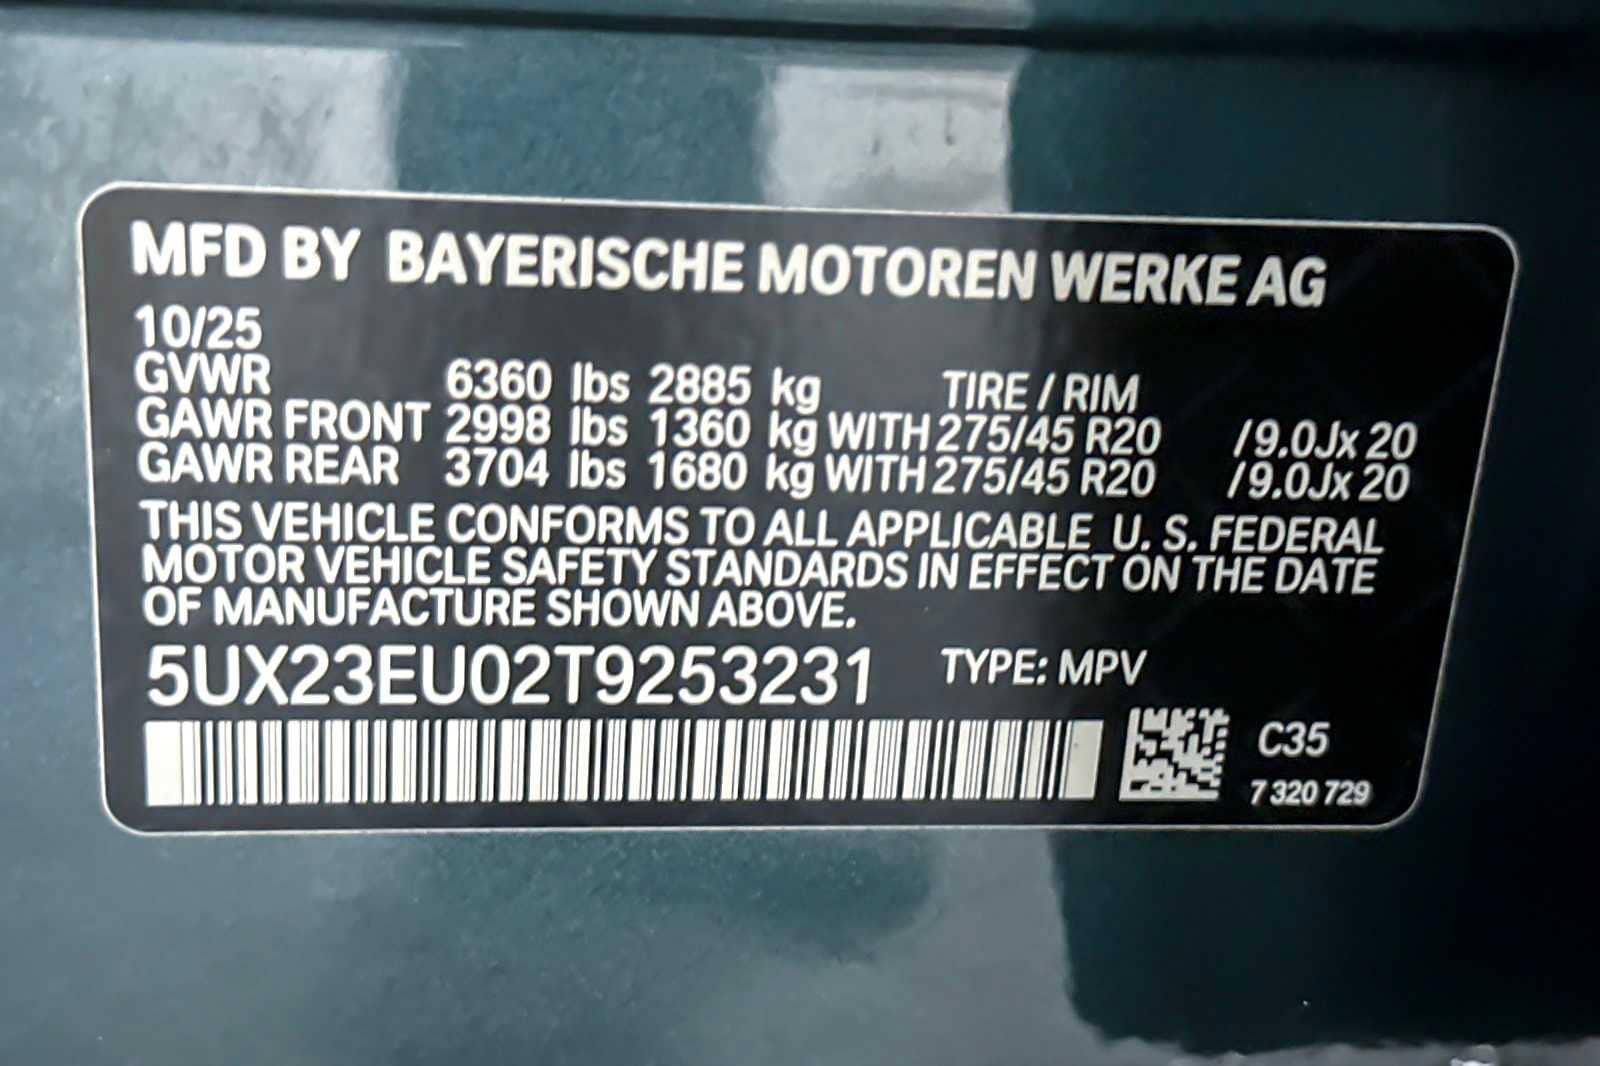 MFD BY BAYERISCHE MOTOREN WERKE AG
10/25
GVWR 6360 lbs 2885 kg TIRE / RIM
GAWR FRONT 2998 lbs 1360 kg WITH 275/45 R20 /9.0Jx 20
GAWR REAR 3704 lbs 1680 kg WITH 275/45 R20 /9.0Jx 20
THIS VEHICLE CONFORMS TO ALL APPLICABLE U. S. FEDERAL
MOTOR VEHICLE SAFETY STANDARDS IN EFFECT ON THE DATE
OF MANUFACTURE SHOWN ABOVE.
5UX23EU02T9253231 TYPE: MPV
C35
7 320 729